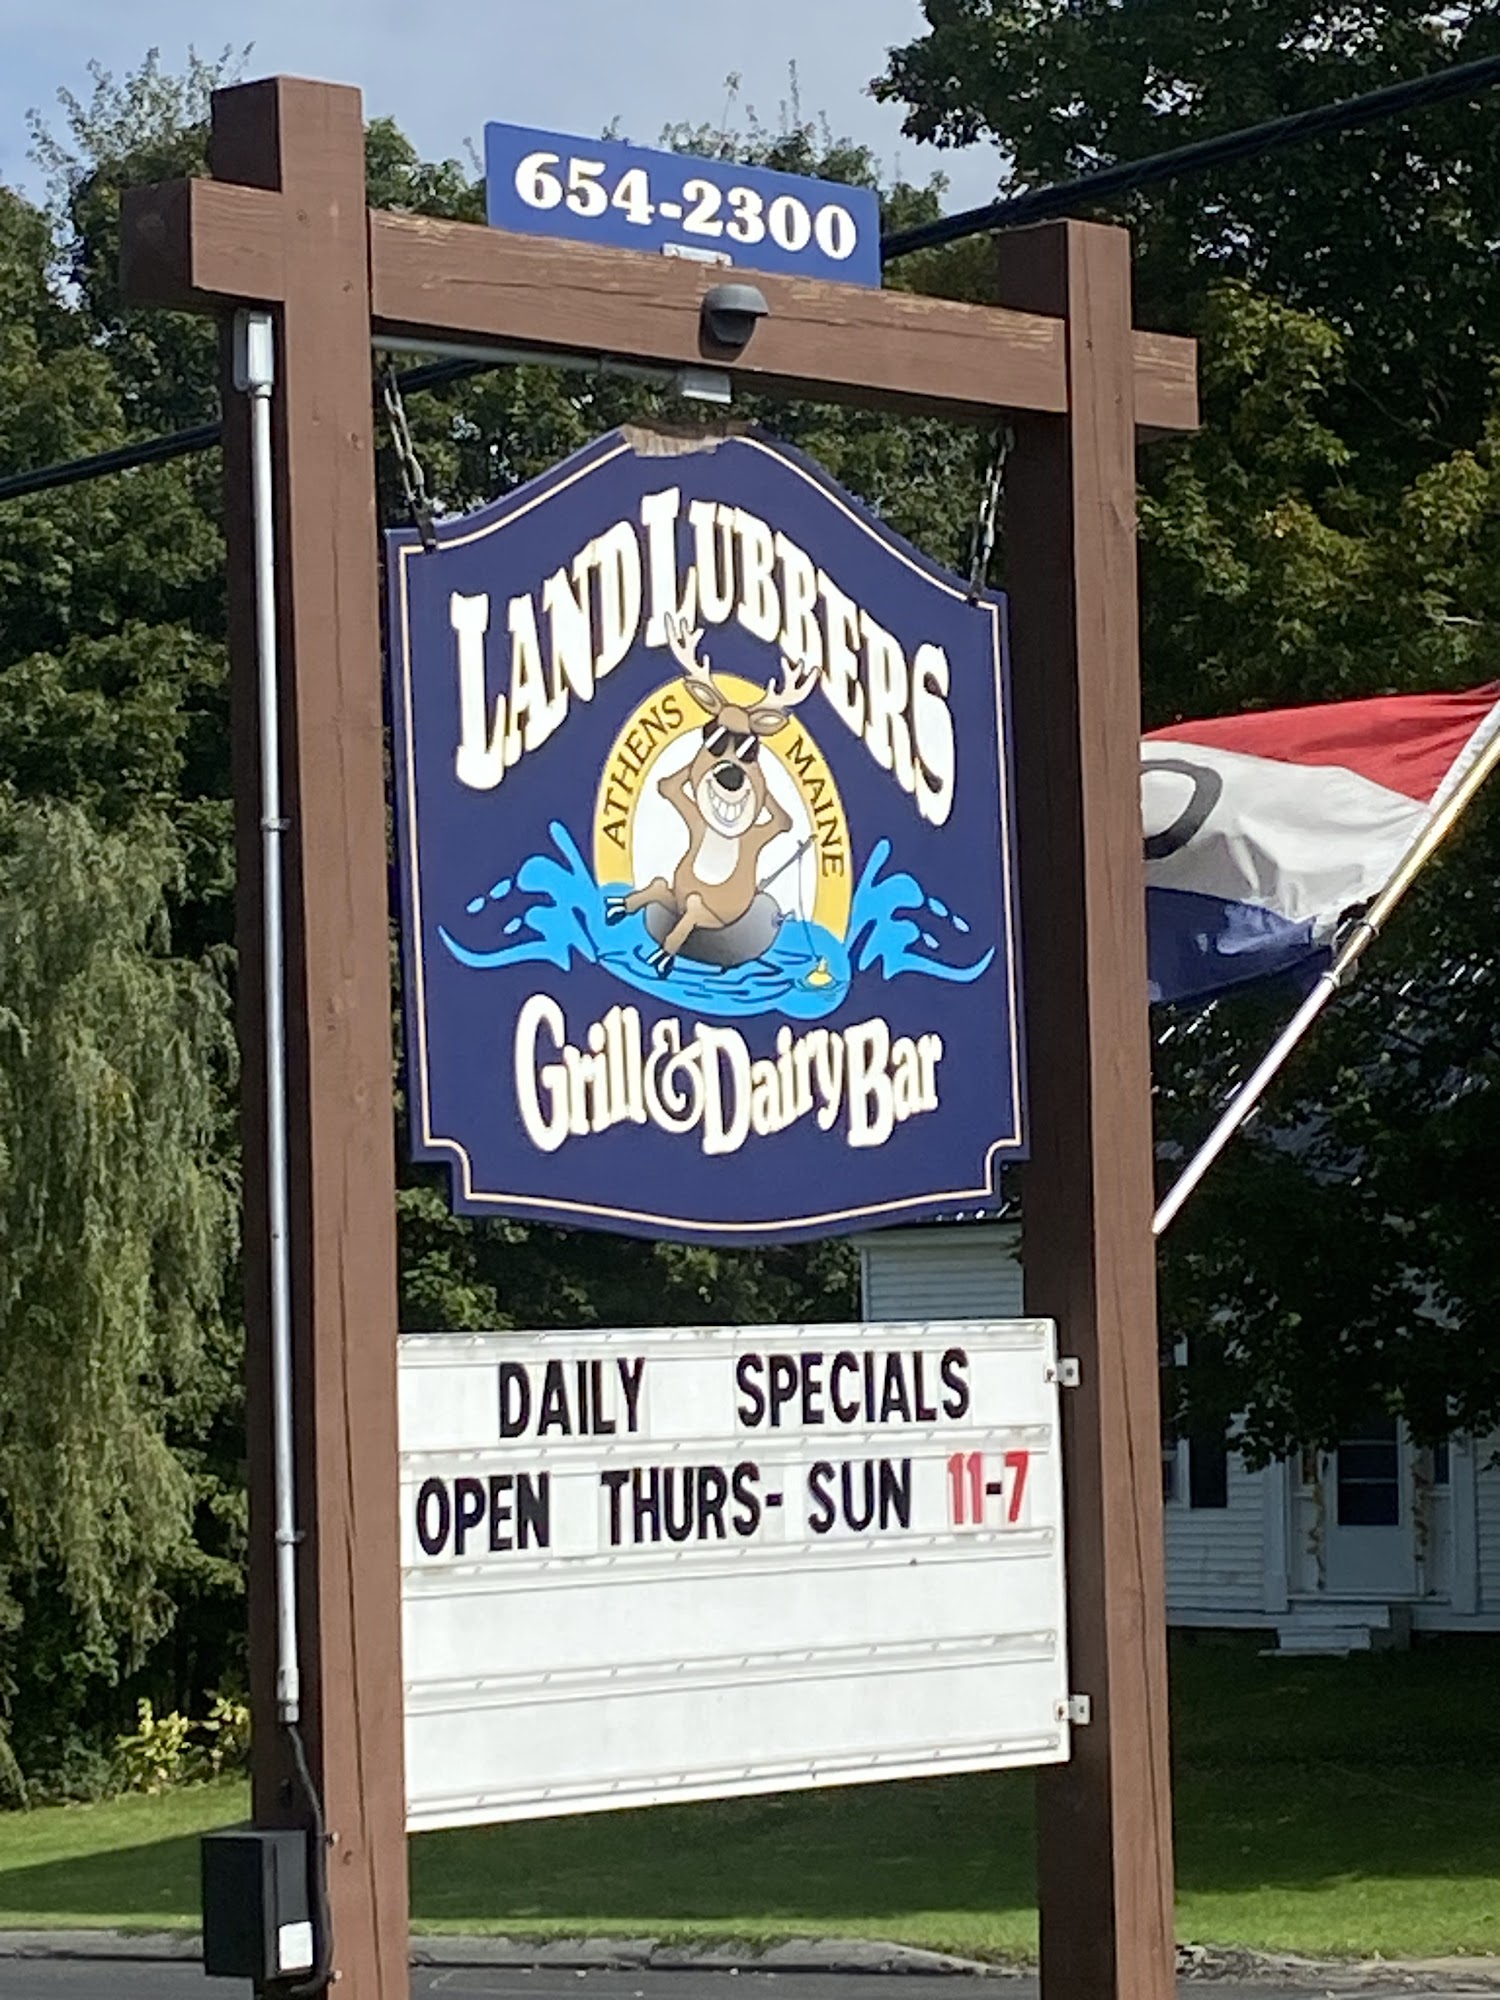 654-2300
LANDLUBBERS
ATHENS MAINE
Grill & Dairy Bar
DAILY SPECIALS
OPEN THURS- SUN 11-7